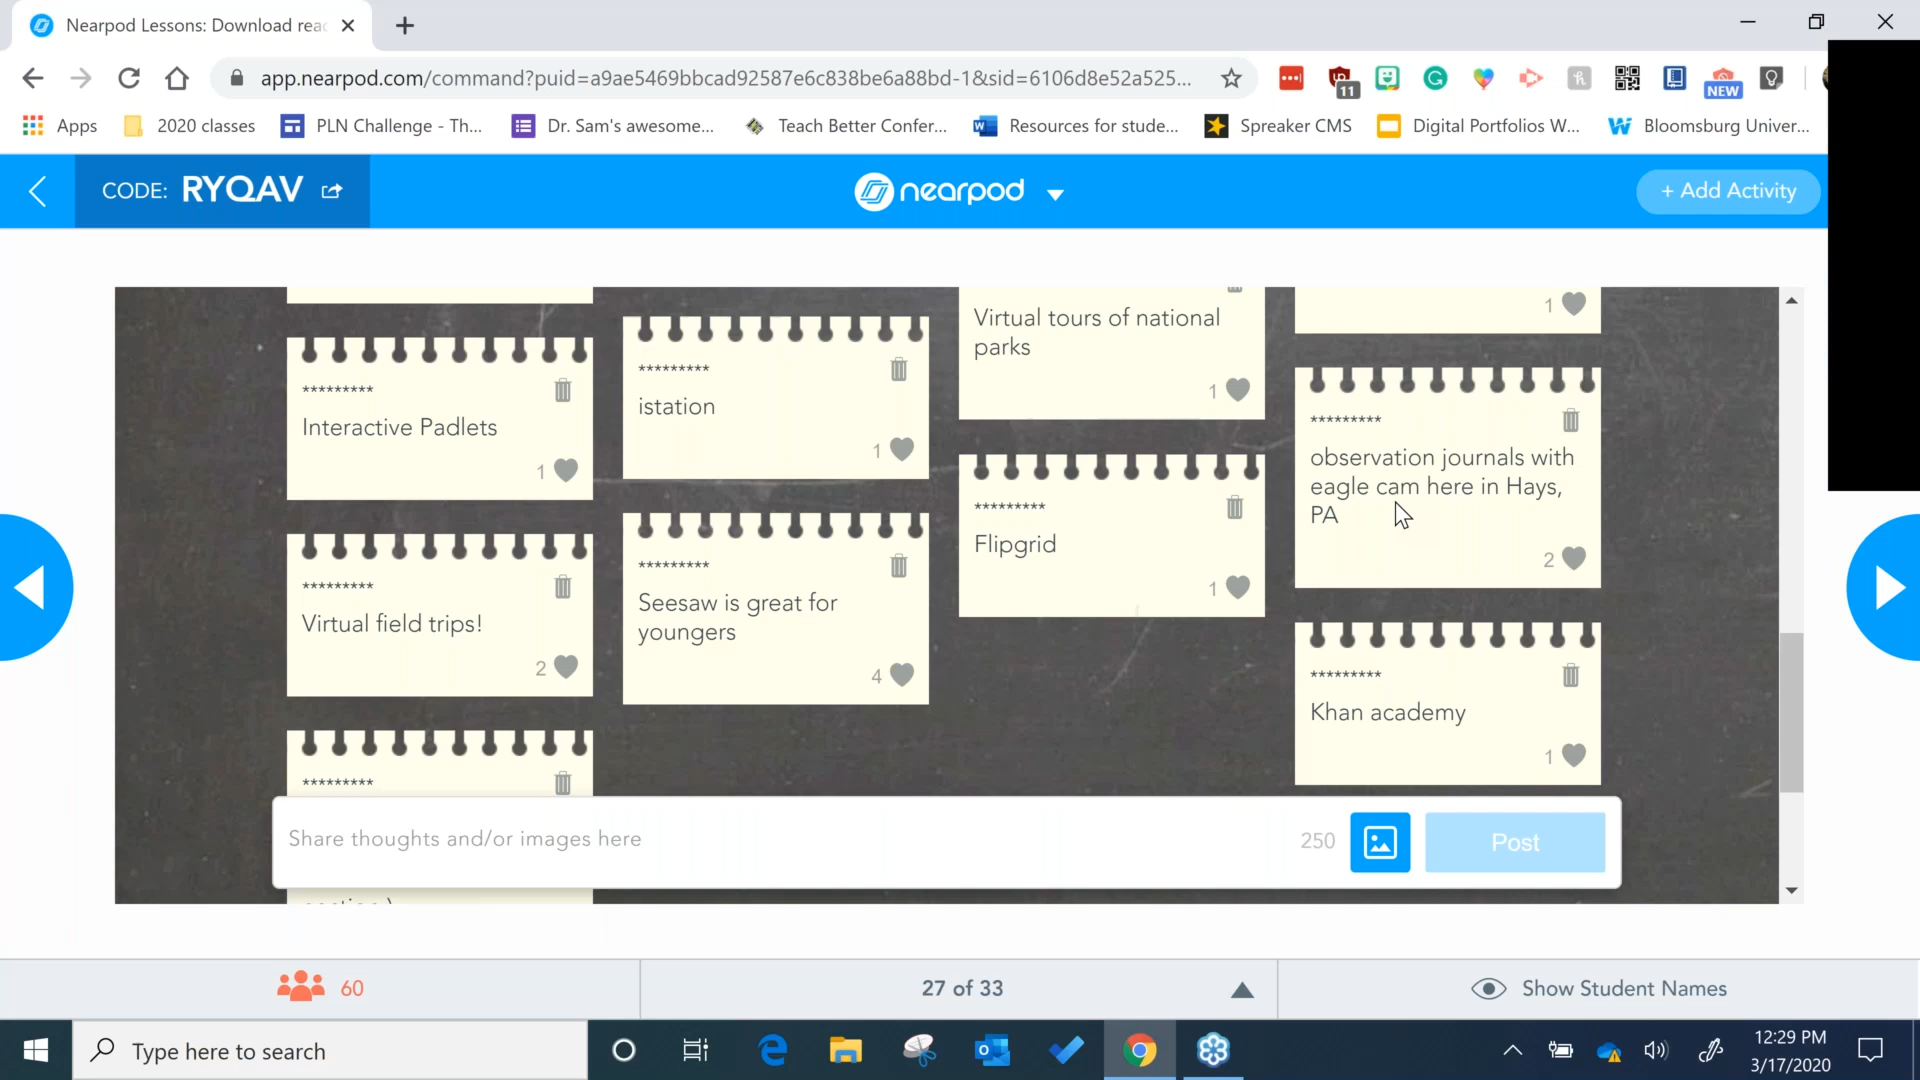 Nearpod Lessons: Download rea
app.nearpod.com/command?puid=a9ae5469bbcad92587e6c838be6a88bd-1&sid=6106d8e52a525...
11
NEW
Apps
2020 classes
PLN Challenge - Th...
Dr. Sam's awesome...
Teach Better Confer...
Resources for stude...
Spreaker CMS
Digital Portfolios W...
Bloomsburg Univer...
CODE: RYQAV
nearpod
+ Add Activity
*********
Interactive Padlets
1
*********
Virtual field trips!
2
*********
*********
istation
1
*********
Seesaw is great for
youngers
4
Virtual tours of national
parks
1
*********
Flipgrid
1
1
*********
observation journals with
eagle cam here in Hays,
PA
2
*********
Khan academy
1
Share thoughts and/or images here
250
Post
60
27 of 33
Show Student Names
Type here to search
12:29 PM
3/17/2020